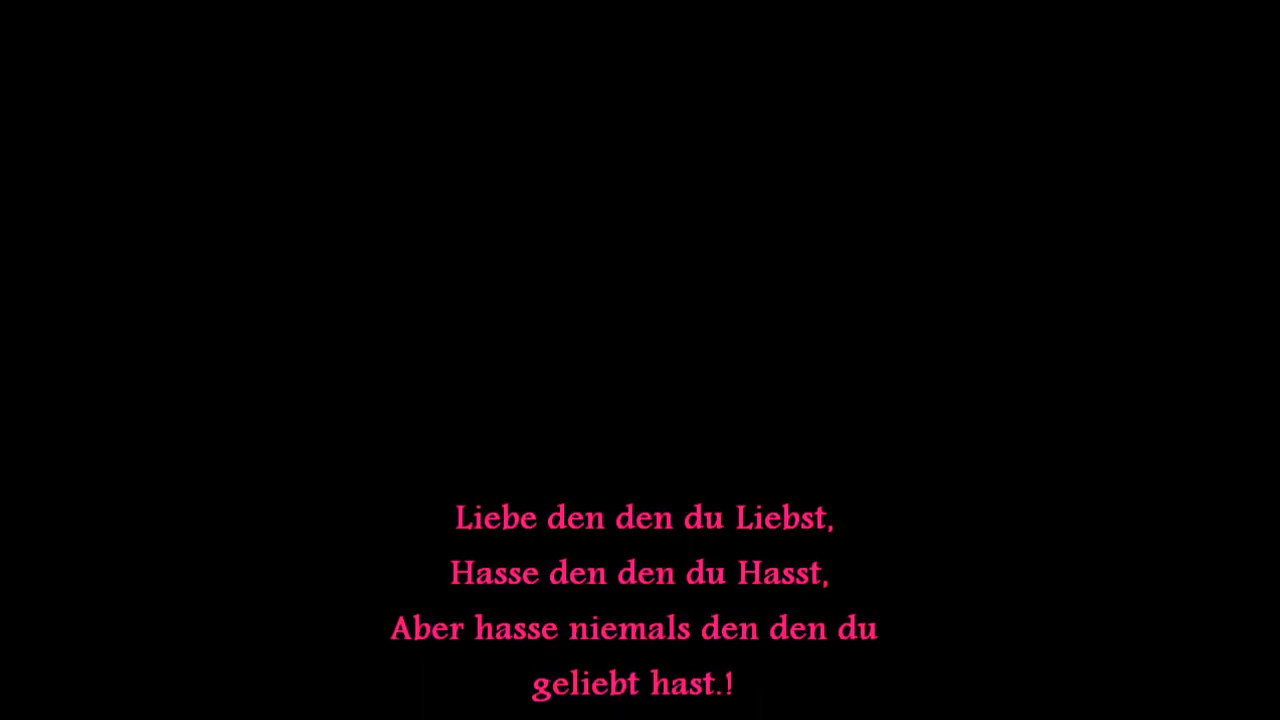 Liebe den den du Liebst,
Hasse den den du Hasst,
Aber hasse niemals den den du
geliebt hast.!